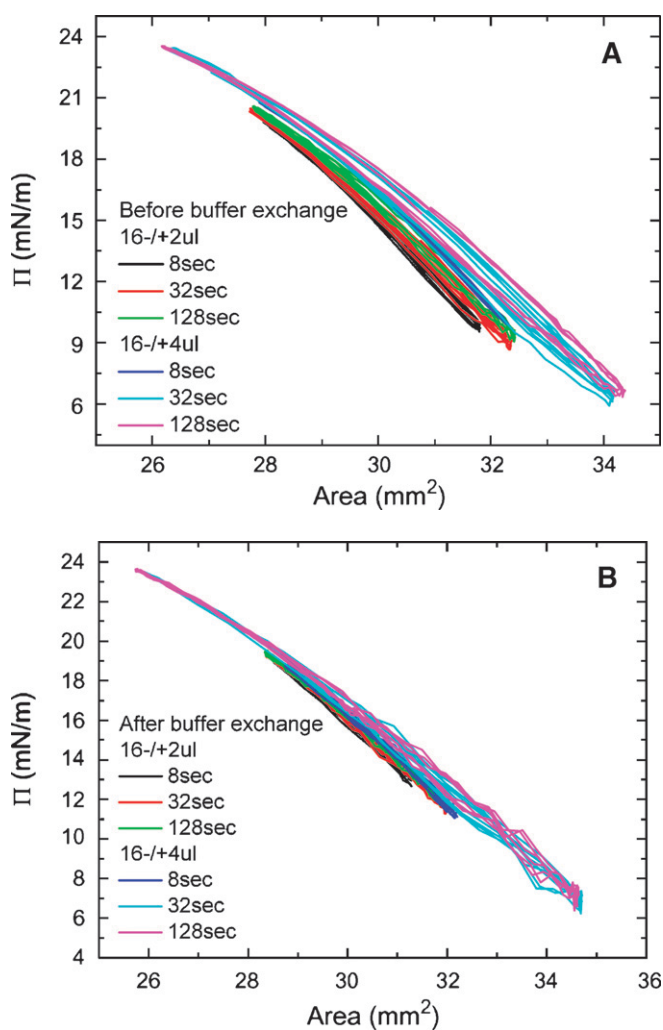 A
24
21
18
15
12
9
6
Π (mN/m)
Before buffer exchange
16-/+2ul
8sec
32sec
128sec
16-/+4ul
8sec
32sec
128sec
26 28 30 32 34
Area (mm²)
B
24
22
20
18
16
14
12
10
8
6
4
Π (mN/m)
After buffer exchange
16-/+2ul
8sec
32sec
128sec
16-/+4ul
8sec
32sec
128sec
26 28 30 32 34 36
Area (mm²)